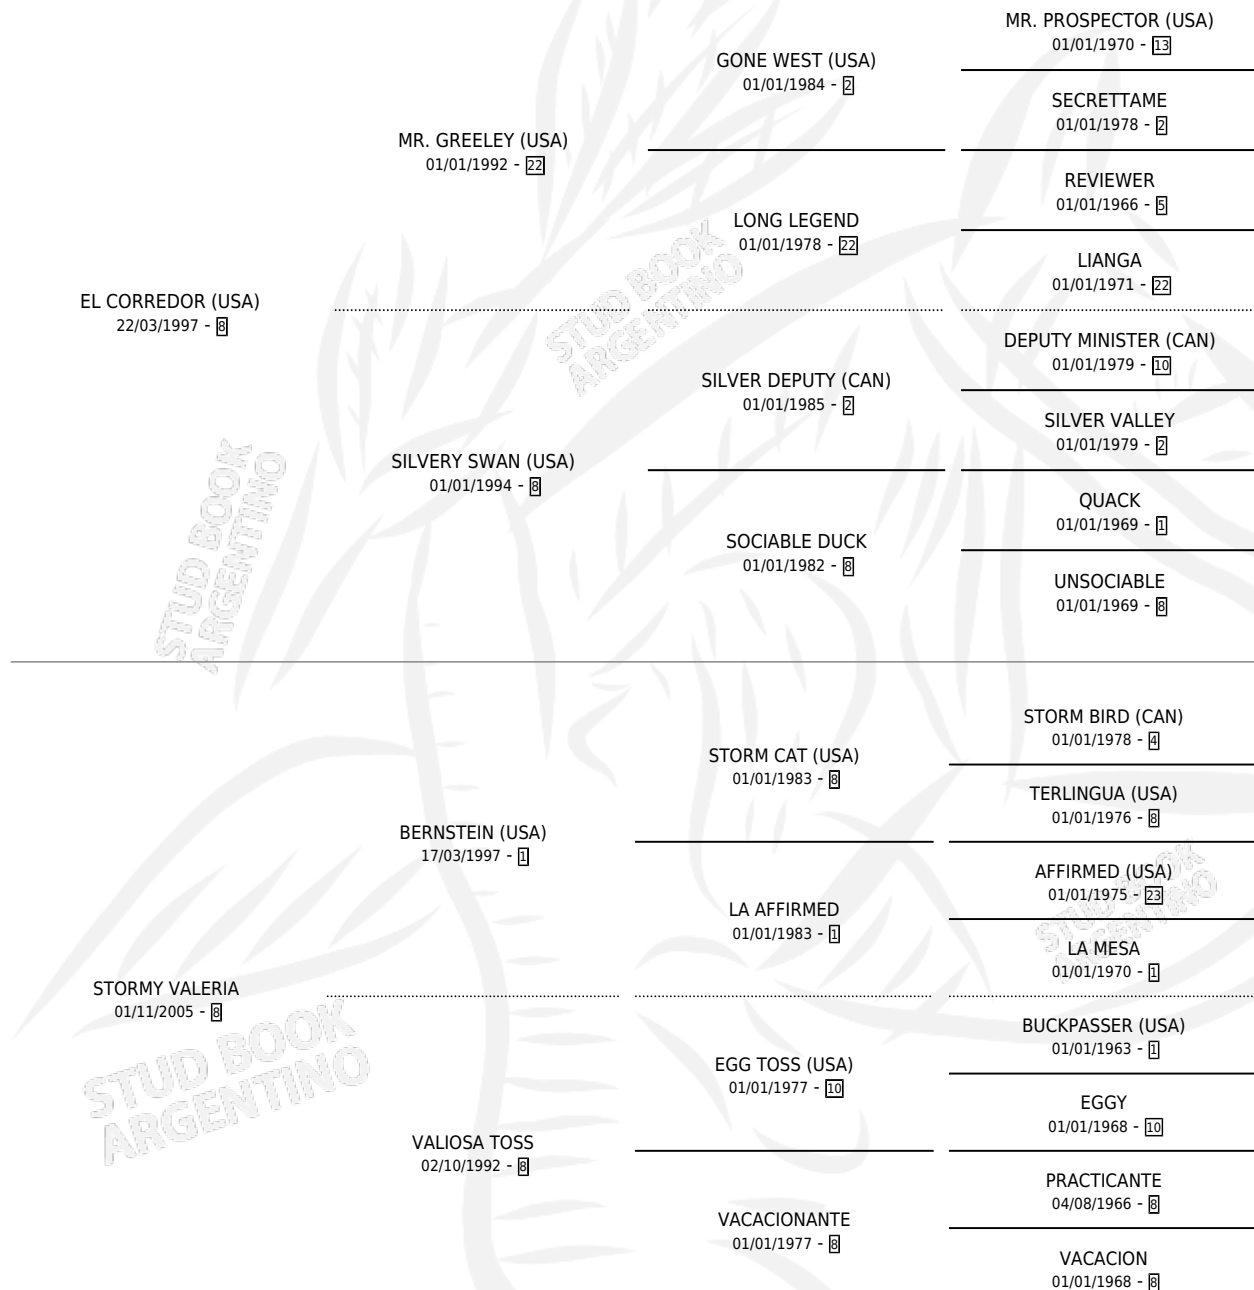 MR. PROSPECTOR (USA)
01/01/1970 - 13
GONE WEST (USA)
01/01/1984 - 2
SECRETTAME
01/01/1978 - 2
MR. GREELEY (USA)
01/01/1992 - 22
REVIEWER
01/01/1966 - 5
LONG LEGEND
01/01/1978 - 22
LIANGA
01/01/1971 - 22
EL CORREDOR (USA)
22/03/1997 - 8
DEPUTY MINISTER (CAN)
01/01/1979 - 10
SILVER DEPUTY (CAN)
01/01/1985 - 2
SILVER VALLEY
01/01/1979 - 2
SILVERY SWAN (USA)
01/01/1994 - 8
QUACK
01/01/1969 - 1
SOCIABLE DUCK
01/01/1982 - 8
UNSOCIABLE
01/01/1969 - 8
STORM BIRD (CAN)
01/01/1978 - 4
STORM CAT (USA)
01/01/1983 - 8
TERLINGUA (USA)
01/01/1976 - 8
BERNSTEIN (USA)
17/03/1997 - 1
AFFIRMED (USA)
01/01/1975 - 23
LA AFFIRMED
01/01/1983 - 1
LA MESA
01/01/1970 - 1
STORMY VALERIA
01/11/2005 - 8
BUCKPASSER (USA)
01/01/1963 - 1
EGG TOSS (USA)
01/01/1977 - 10
EGGY
01/01/1968 - 10
VALIOSA TOSS
02/10/1992 - 8
PRACTICANTE
04/08/1966 - 8
VACACIONANTE
01/01/1977 - 8
VACACION
01/01/1968 - 8
STUD BOOK
ARGENTINO
STUD BOOK
ARGENTINO
STUD BOOK
ARGENTINO
STUD BOOK
ARGENTINO